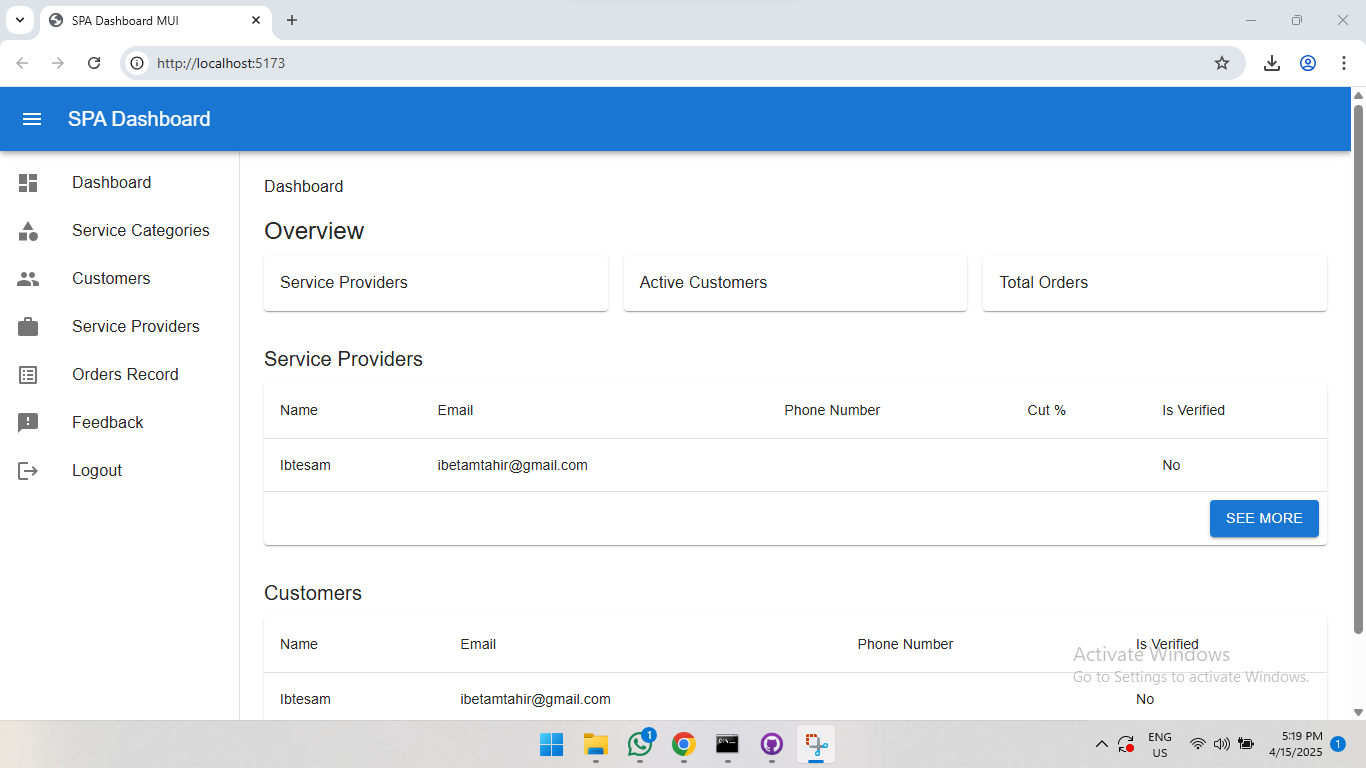 SPA Dashboard MUI
http://localhost:5173
SPA Dashboard
Dashboard
Service Categories
Customers
Service Providers
Orders Record
Feedback
Logout
Dashboard
Overview
Service Providers
Active Customers
Total Orders
Service Providers
Name Email Phone Number Cut % Is Verified
Ibtesam ibetamtahir@gmail.com No
SEE MORE
Customers
Name Email Phone Number Is Verified
Ibtesam ibetamtahir@gmail.com No
Activate Windows
Go to Settings to activate Windows.
1
ENG
US
5:19 PM
4/15/2025
1